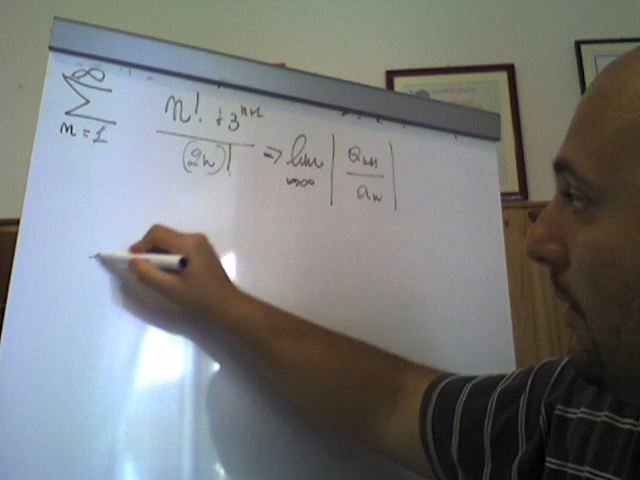 ∞
∑ n! + 3^(n+1) / (2n)! => lim | a_(n+1) / a_n |
n=1 n→∞